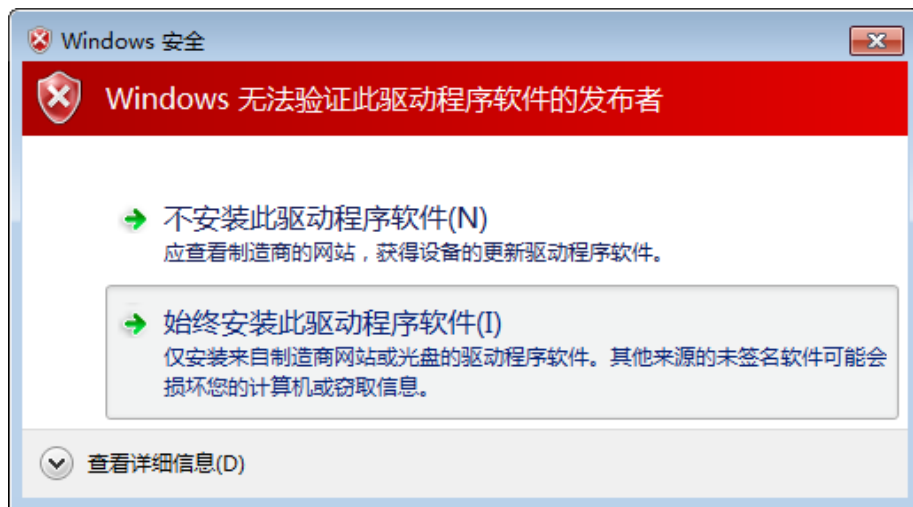 Windows 安全
Windows 无法验证此驱动程序软件的发布者
不安装此驱动程序软件(N)
应查看制造商的网站，获得设备的更新驱动程序软件。
始终安装此驱动程序软件(I)
仅安装来自制造商网站或光盘的驱动程序软件。其他来源的未签名软件可能会
损坏您的计算机或窃取信息。
查看详细信息(D)